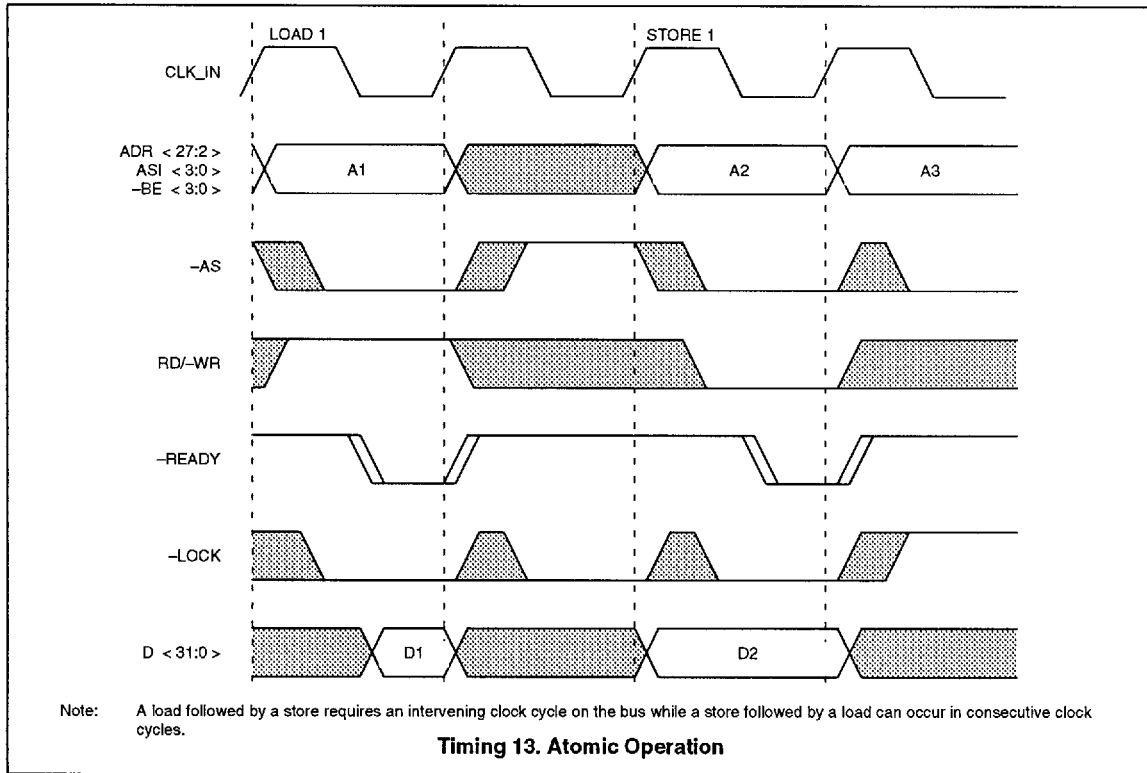 LOAD 1
STORE 1
CLK_IN
ADR < 27:2 >
ASI < 3:0 >
–BE < 3:0 >
A1
A2
A3
–AS
RD/–WR
–READY
–LOCK
D < 31:0 >
D1
D2
Note: A load followed by a store requires an intervening clock cycle on the bus while a store followed by a load can occur in consecutive clock
cycles.
Timing 13. Atomic Operation